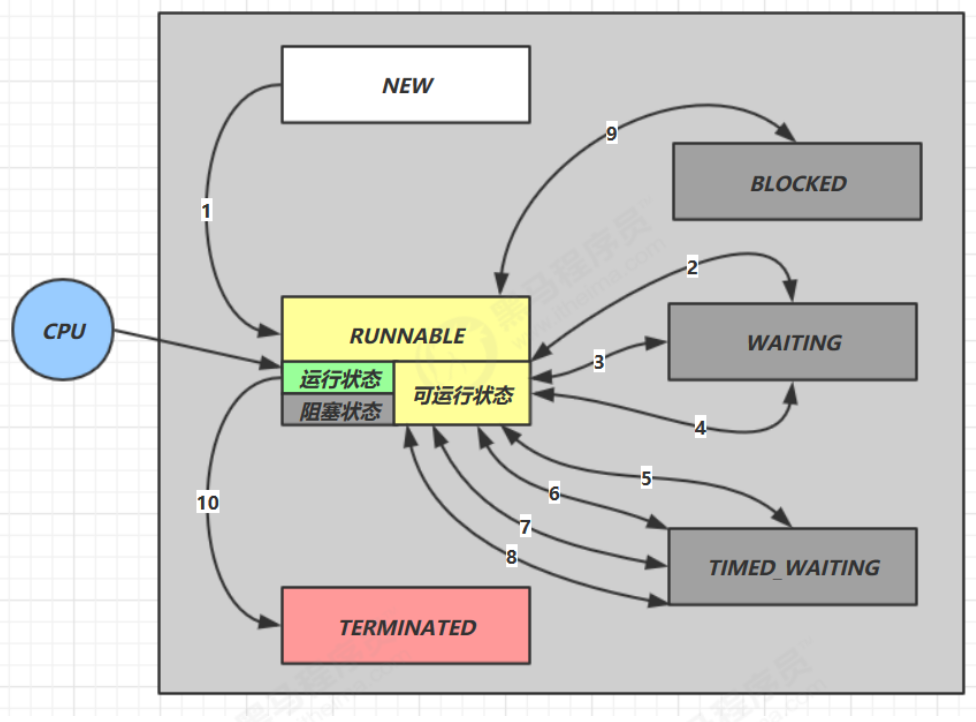 NEW
9
BLOCKED
1
2
CPU
RUNNABLE
WAITING
3
运行状态
可运行状态
阻塞状态
4
5
6
10
7
8
TIMED_WAITING
TERMINATED
黑马程序员
www.itheima.com